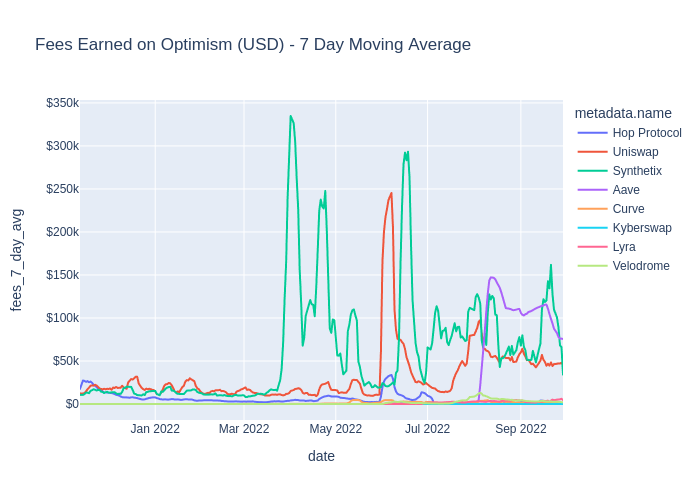 Fees Earned on Optimism (USD) - 7 Day Moving Average
metadata.name
Hop Protocol
Uniswap
Synthetix
Aave
Curve
Kyberswap
Lyra
Velodrome
fees_7_day_avg
$350k
$300k
$250k
$200k
$150k
$100k
$50k
$0
Jan 2022 Mar 2022 May 2022 Jul 2022 Sep 2022
date